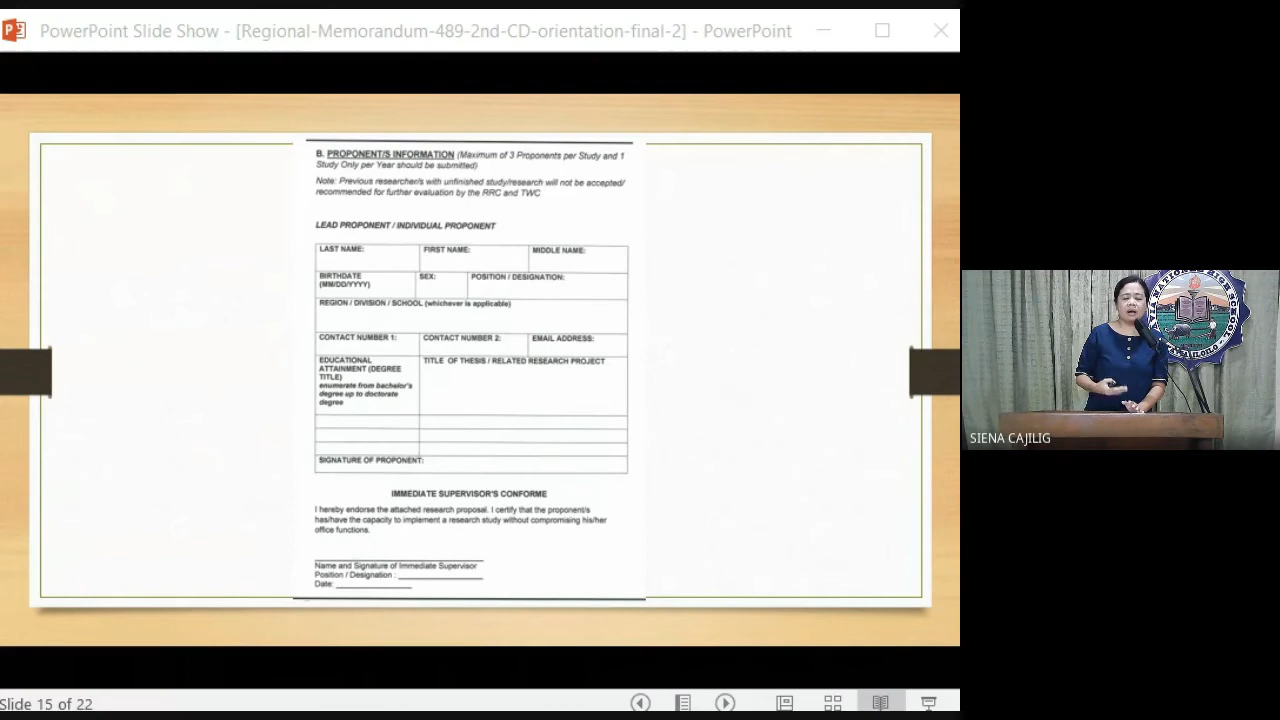 PowerPoint Slide Show - [Regional-Memorandum-489-2nd-CD-orientation-final-2] - PowerPoint
B. PROPONENT/S INFORMATION (Maximum of 3 Proponents per Study and 1
Study Only per Year should be submitted)
Note: Previous researcher/s with unfinished study/research will not be accepted/
recommended for further evaluation by the RRC and TWC
LEAD PROPONENT / INDIVIDUAL PROPONENT
LAST NAME: FIRST NAME: MIDDLE NAME:
BIRTHDATE SEX: POSITION / DESIGNATION:
(MM/DD/YYYY)
REGION / DIVISION / SCHOOL (whichever is applicable)
CONTACT NUMBER 1: CONTACT NUMBER 2: EMAIL ADDRESS:
EDUCATIONAL TITLE OF THESIS / RELATED RESEARCH PROJECT
ATTAINMENT (DEGREE
TITLE)
enumerate from bachelor's
degree up to doctorate
degree
SIGNATURE OF PROPONENT:
IMMEDIATE SUPERVISOR'S CONFORME
I hereby endorse the attached research proposal. I certify that the proponent/s
has/have the capacity to implement a research study without compromising his/her
office functions.
Name and Signature of Immediate Supervisor
Position / Designation :
Date:
SIENA CAJILIG
Slide 15 of 22